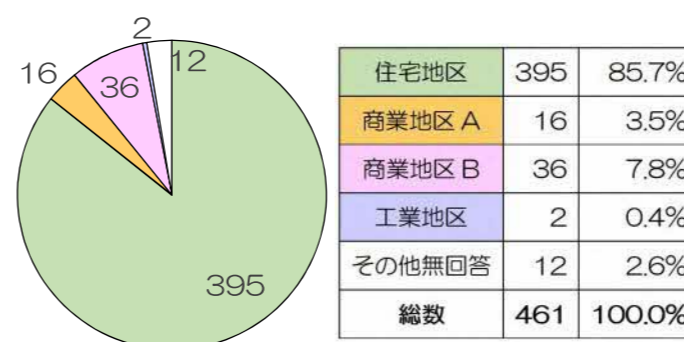 2
12
16
36
395
住宅地区 395 85.7%
商業地区 A 16 3.5%
商業地区 B 36 7.8%
工業地区 2 0.4%
その他無回答 12 2.6%
総数 461 100.0%